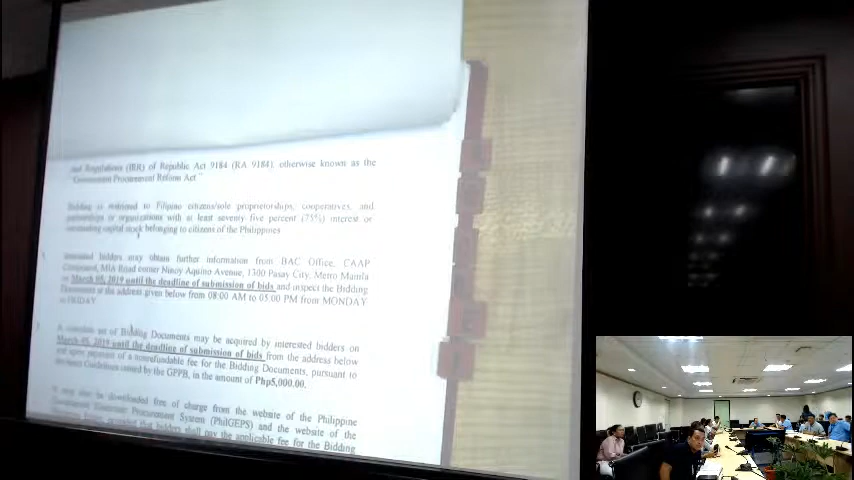 and Regulations (IRR) of Republic Act 9184 (RA 9184), otherwise known as the
"Government Procurement Reform Act"
Bidding is restricted to Filipino citizens/sole proprietorships, cooperatives, and
partnerships or organizations with at least seventy five percent (75%) interest or
outstanding capital stock belonging to citizens of the Philippines
Interested bidders may obtain further information from BAC Office, CAAP
Compound, MIA Road corner Ninoy Aquino Avenue, 1300 Pasay City, Metro Manila
on March 05, 2019 until the deadline of submission of bids and inspect the Bidding
Documents at the address given below from 08:00 AM to 05:00 PM from MONDAY
to FRIDAY
A complete set of Bidding Documents may be acquired by interested bidders on
March 05, 2019 until the deadline of submission of bids from the address below
and upon payment of a nonrefundable fee for the Bidding Documents, pursuant to
Guidelines issued by the GPPB, in the amount of Php5,000.00.
It may also be downloaded free of charge from the website of the Philippine
Government Electronic Procurement System (PhilGEPS) and the website of the
provided that bidders shall pay the applicable fee for the Bidding